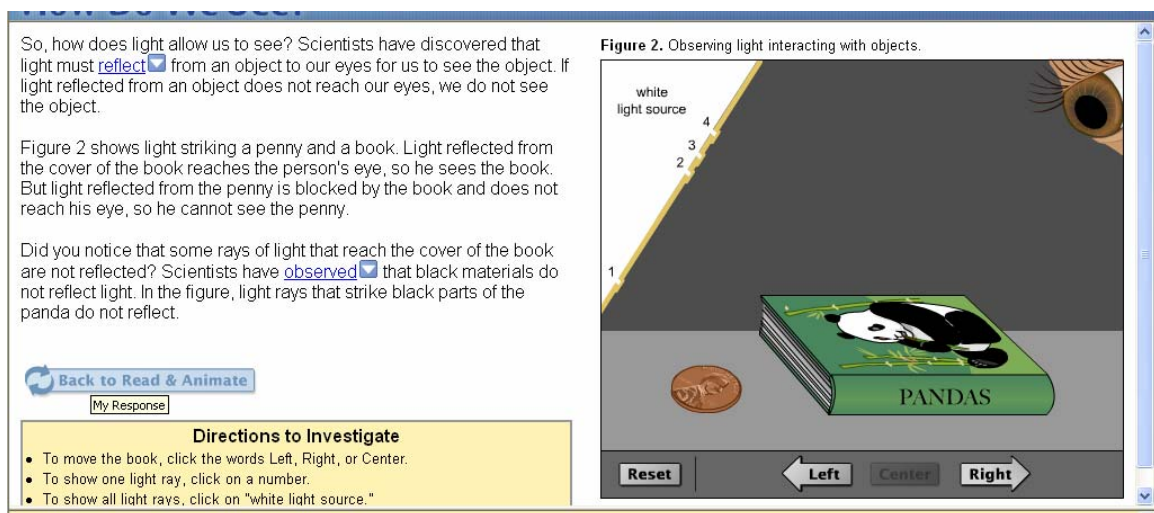 How Do We See?
So, how does light allow us to see? Scientists have discovered that
light must reflect from an object to our eyes for us to see the object. If
light reflected from an object does not reach our eyes, we do not see
the object.
Figure 2 shows light striking a penny and a book. Light reflected from
the cover of the book reaches the person's eye, so he sees the book.
But light reflected from the penny is blocked by the book and does not
reach his eye, so he cannot see the penny.
Did you notice that some rays of light that reach the cover of the book
are not reflected? Scientists have observed that black materials do
not reflect light. In the figure, light rays that strike black parts of the
panda do not reflect.
Back to Read & Animate
My Response
Directions to Investigate
• To move the book, click the words Left, Right, or Center.
• To show one light ray, click on a number.
• To show all light rays, click on "white light source."
Figure 2. Observing light interacting with objects.
white
light source
4
3
2
1
PANDAS
Reset
Left
Center
Right